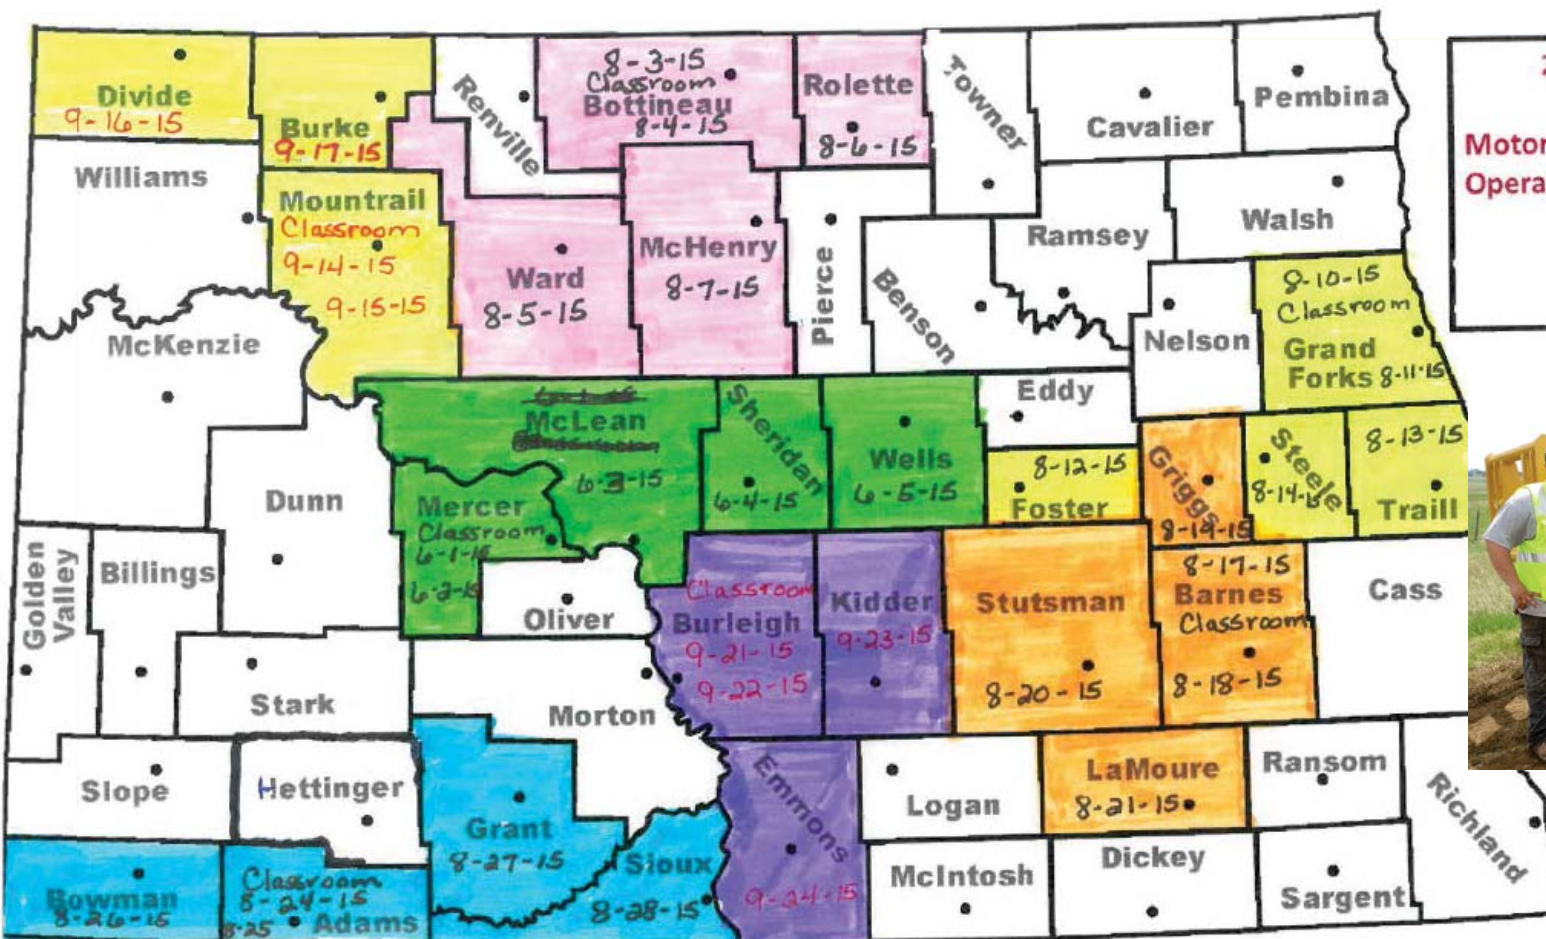 Divide
9-16-15
Burke
9-17-15
Renville
8-3-15
Classroom
Bottineau
8-4-15
Rolette
8-6-15
Towner
Cavalier
Pembina
Motor
Opera
Williams
Mountrail
Classroom
9-14-15
9-15-15
Ward
8-5-15
McHenry
8-7-15
Pierce
Benson
Ramsey
Walsh
Nelson
8-10-15
Classroom
Grand
Forks 8-11-15
McKenzie
Dunn
McLean
6-3-15
Mercer
Classroom
6-1-15
6-2-15
Sheridan
6-4-15
Wells
6-5-15
Eddy
8-12-15
Foster
Griggs
8-19-15
Steele
8-14-15
8-13-15
Traill
Golden
Valley
Billings
Oliver
Classroom
Burleigh
9-21-15
9-22-15
Kidder
9-23-15
Stutsman
8-20-15
8-17-15
Barnes
Classroom
8-18-15
Cass
Stark
Morton
Slope
Hettinger
Grant
8-27-15
Sioux
8-28-15
Emmons
9-24-15
Logan
LaMoure
8-21-15
Ransom
Richland
Bowman
8-26-15
Classroom
8-24-15
8-25 Adams
McIntosh
Dickey
Sargent